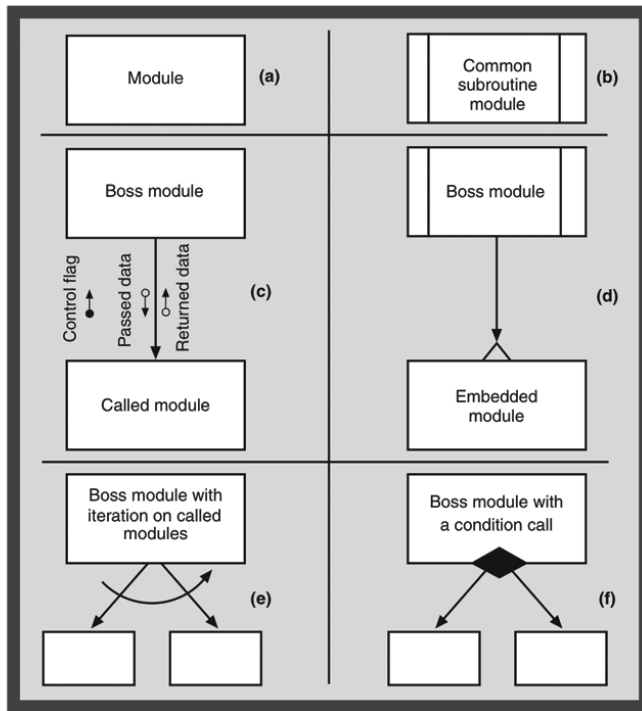 Module
(a)
Common
subroutine
module
(b)
Boss module
Control flag
Passed data
Returned data
(c)
Called module
Boss module
(d)
Embedded
module
Boss module with
iteration on called
modules
(e)
Boss module with
a condition call
(f)